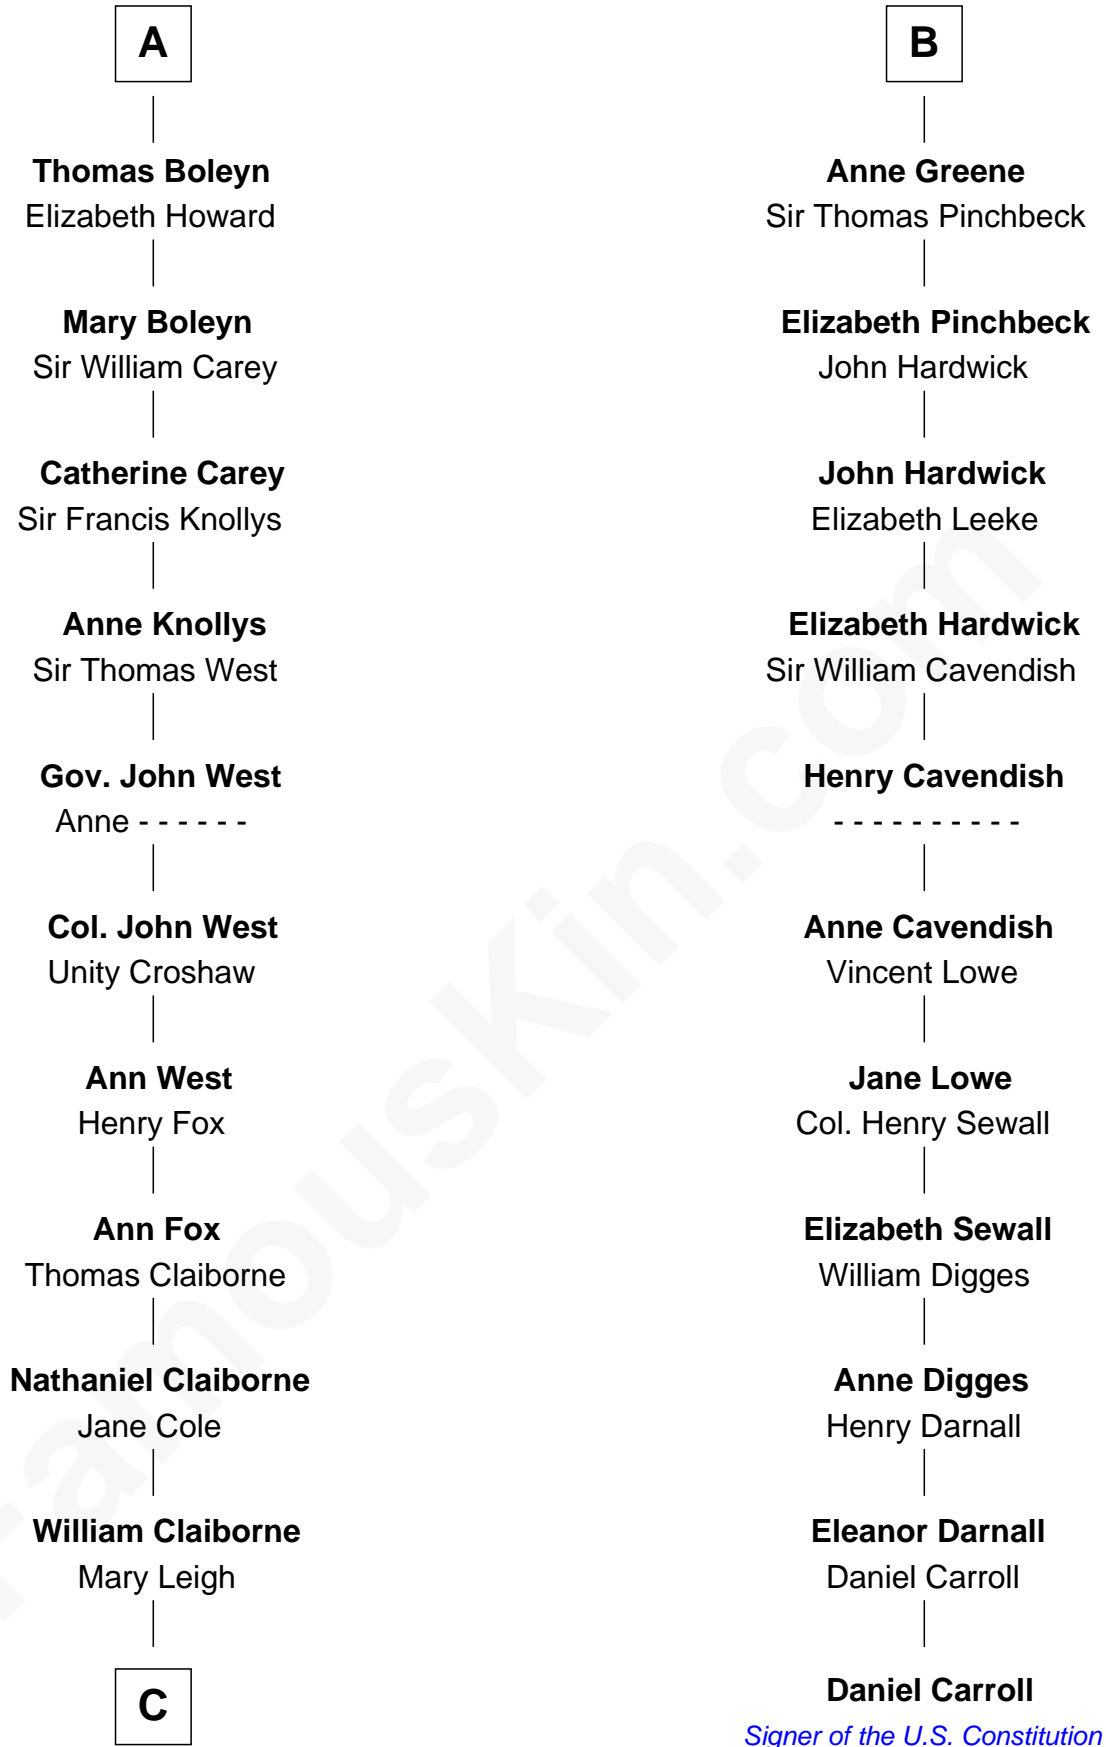 A
Thomas Boleyn
Elizabeth Howard
Mary Boleyn
Sir William Carey
Catherine Carey
Sir Francis Knollys
Anne Knollys
Sir Thomas West
Gov. John West
Anne - - - - - -
Col. John West
Unity Croshaw
Ann West
Henry Fox
Ann Fox
Thomas Claiborne
Nathaniel Claiborne
Jane Cole
William Claiborne
Mary Leigh
C
B
Anne Greene
Sir Thomas Pinchbeck
Elizabeth Pinchbeck
John Hardwick
John Hardwick
Elizabeth Leeke
Elizabeth Hardwick
Sir William Cavendish
Henry Cavendish
- - - - - - - - - -
Anne Cavendish
Vincent Lowe
Jane Lowe
Col. Henry Sewall
Elizabeth Sewall
William Digges
Anne Digges
Henry Darnall
Eleanor Darnall
Daniel Carroll
Daniel Carroll
Signer of the U.S. Constitution
FamousKin.com